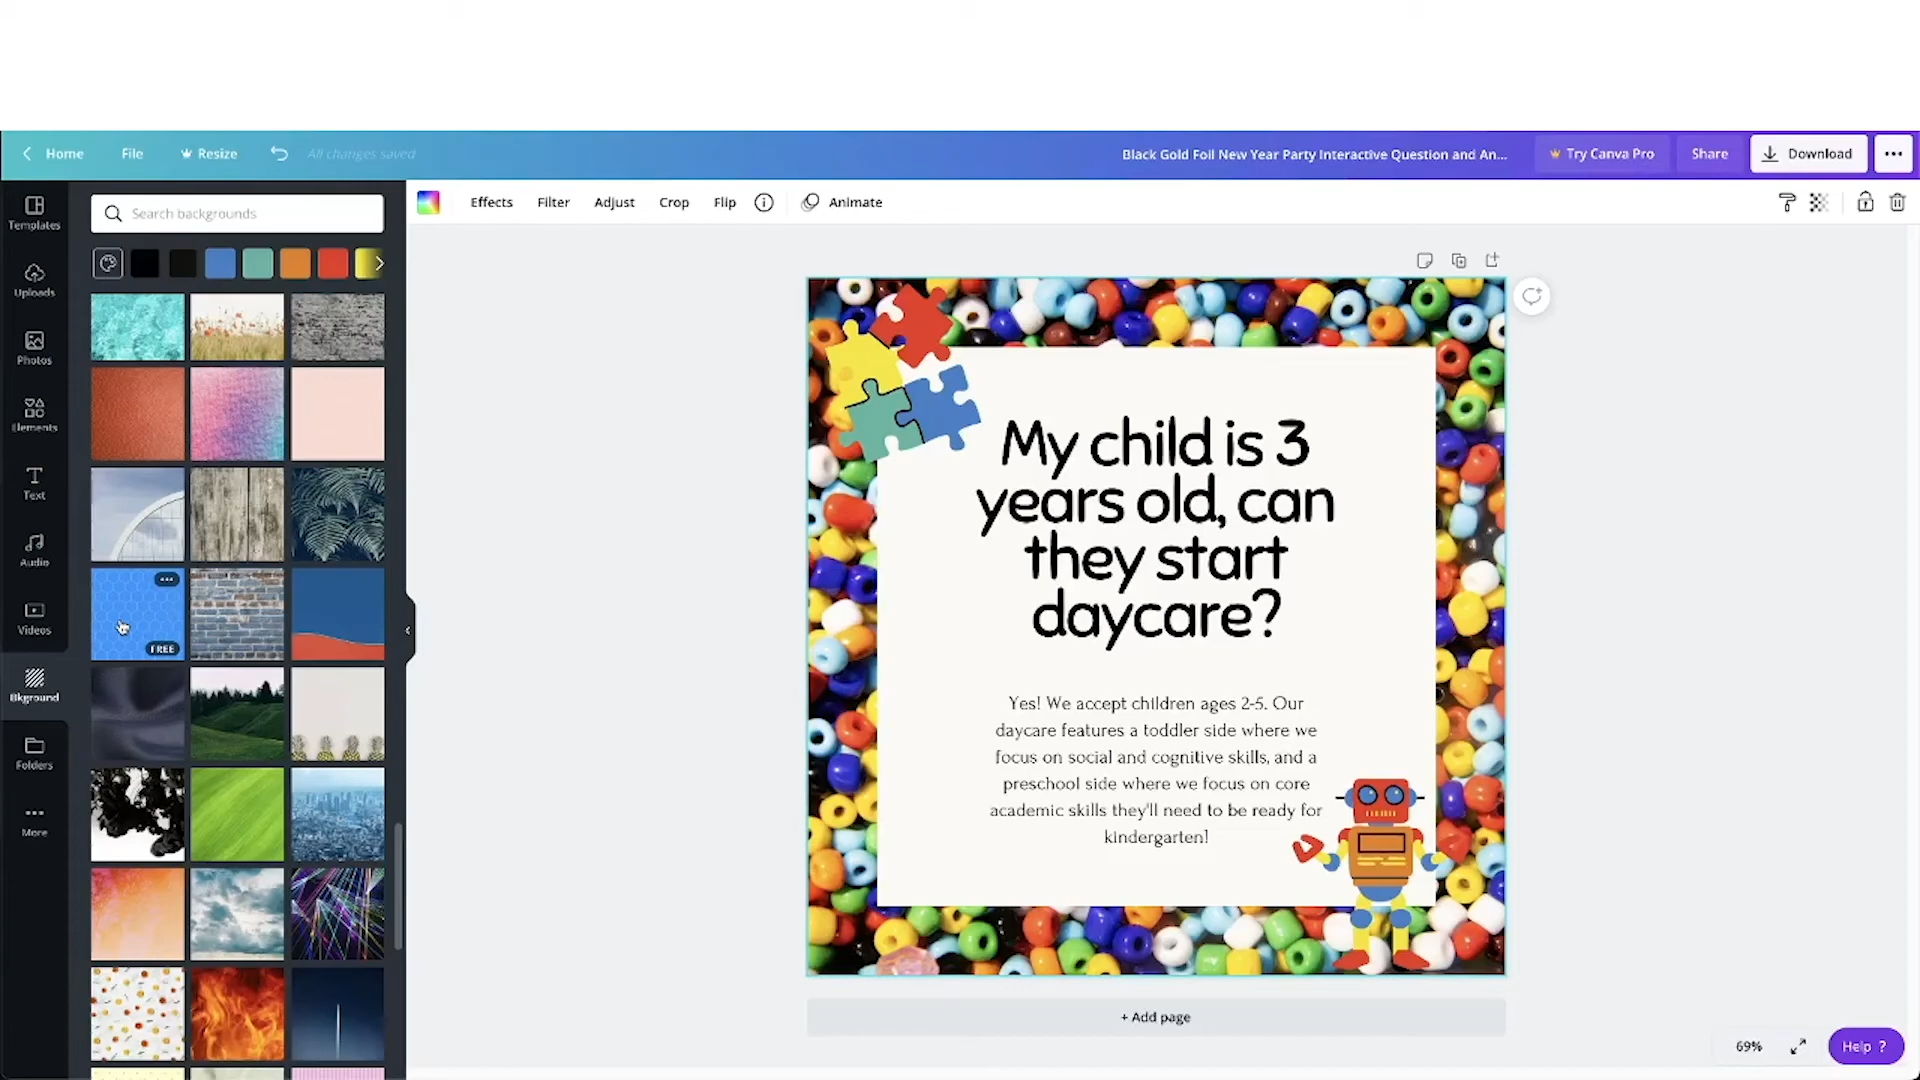 Home
File
Resize
All changes saved
Black Gold Foil New Year Party Interactive Question and An...
Try Canva Pro
Share
Download
Templates
Uploads
Photos
Elements
Text
Audio
Videos
Bkground
Folders
More
Search backgrounds
FREE
Effects
Filter
Adjust
Crop
Flip
Animate
My child is 3
years old, can
they start
daycare?
Yes! We accept children ages 2-5. Our
daycare features a toddler side where we
focus on social and cognitive skills, and a
preschool side where we focus on core
academic skills they'll need to be ready for
kindergarten!
+ Add page
69%
Help ?